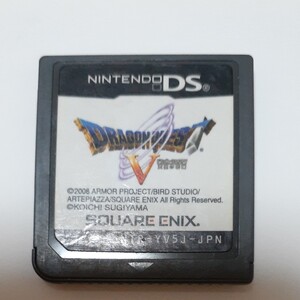 NINTENDO DS
DRAGON QUEST
V
©2008 ARMOR PROJECT/BIRD STUDIO/
ARTEPIAZZA/SQUARE ENIX All Rights Reserved.
©KOICHI SUGIYAMA
SQUARE ENIX.
YV5J-JPN